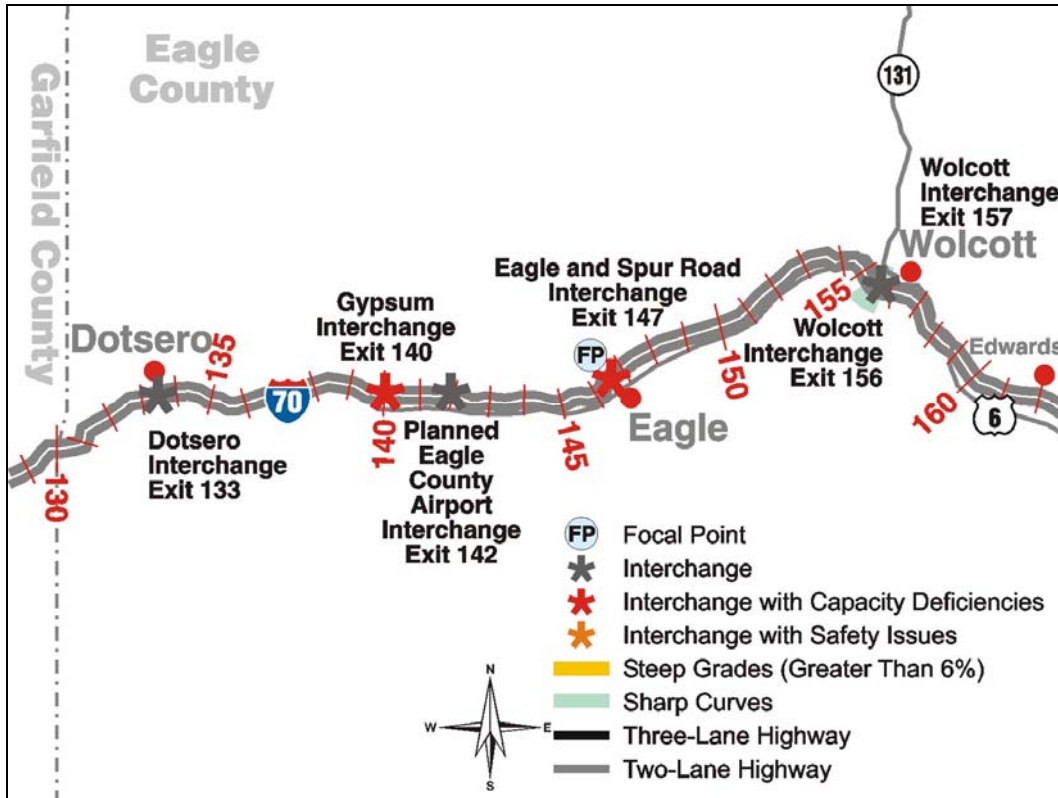 Eagle
County
Garfield County
131
Wolcott
Interchange
Exit 157
Wolcott
Eagle and Spur Road
Interchange
Exit 147
Gypsum
Interchange
Exit 140
FP
155
Wolcott
Interchange
Exit 156
Dotsero
135
70
150
Edwards
160
6
Eagle
145
140
Planned
Eagle
County
Airport
Interchange
Exit 142
Dotsero
Interchange
Exit 133
130
FP Focal Point
Interchange
Interchange with Capacity Deficiencies
Interchange with Safety Issues
Steep Grades (Greater Than 6%)
Sharp Curves
Three-Lane Highway
Two-Lane Highway
N
W E
S